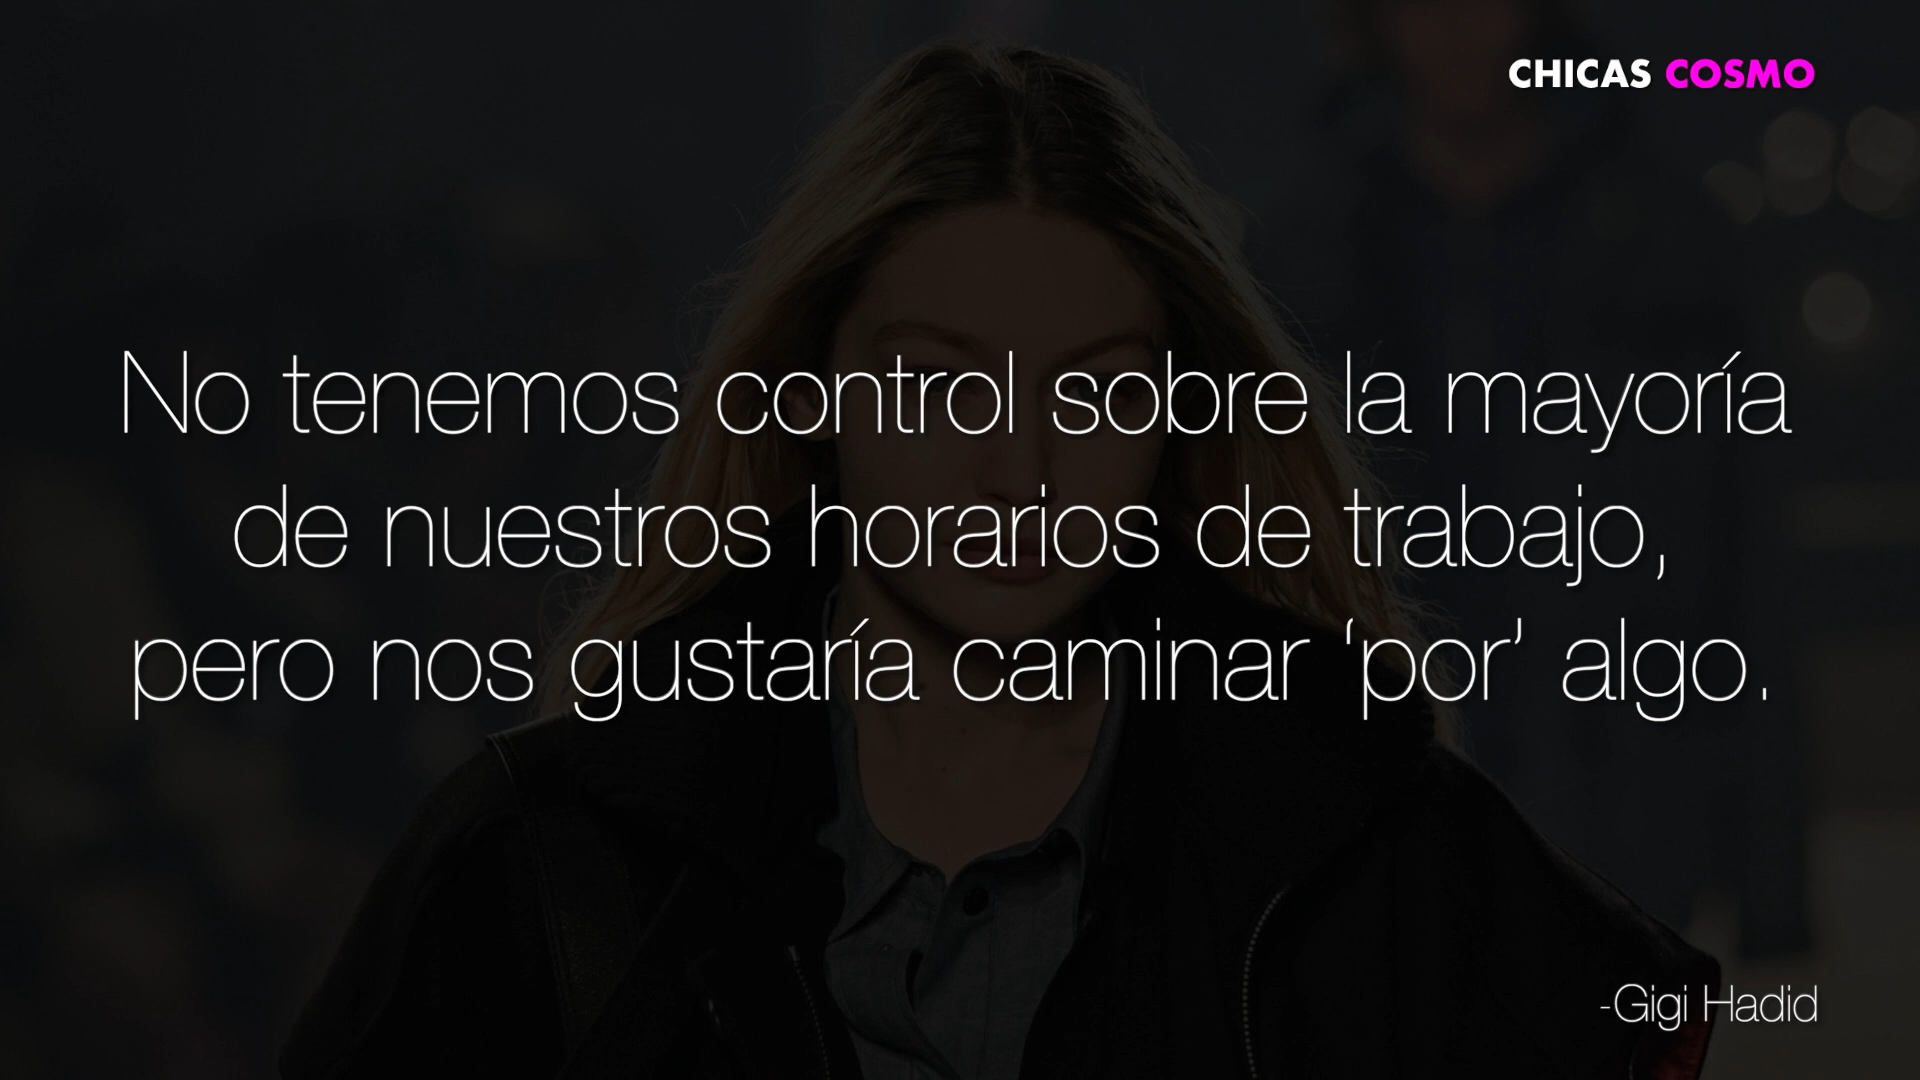 CHICAS COSMO
No tenemos control sobre la mayoría
de nuestros horarios de trabajo,
pero nos gustaría caminar ‘por’ algo.
-Gigi Hadid